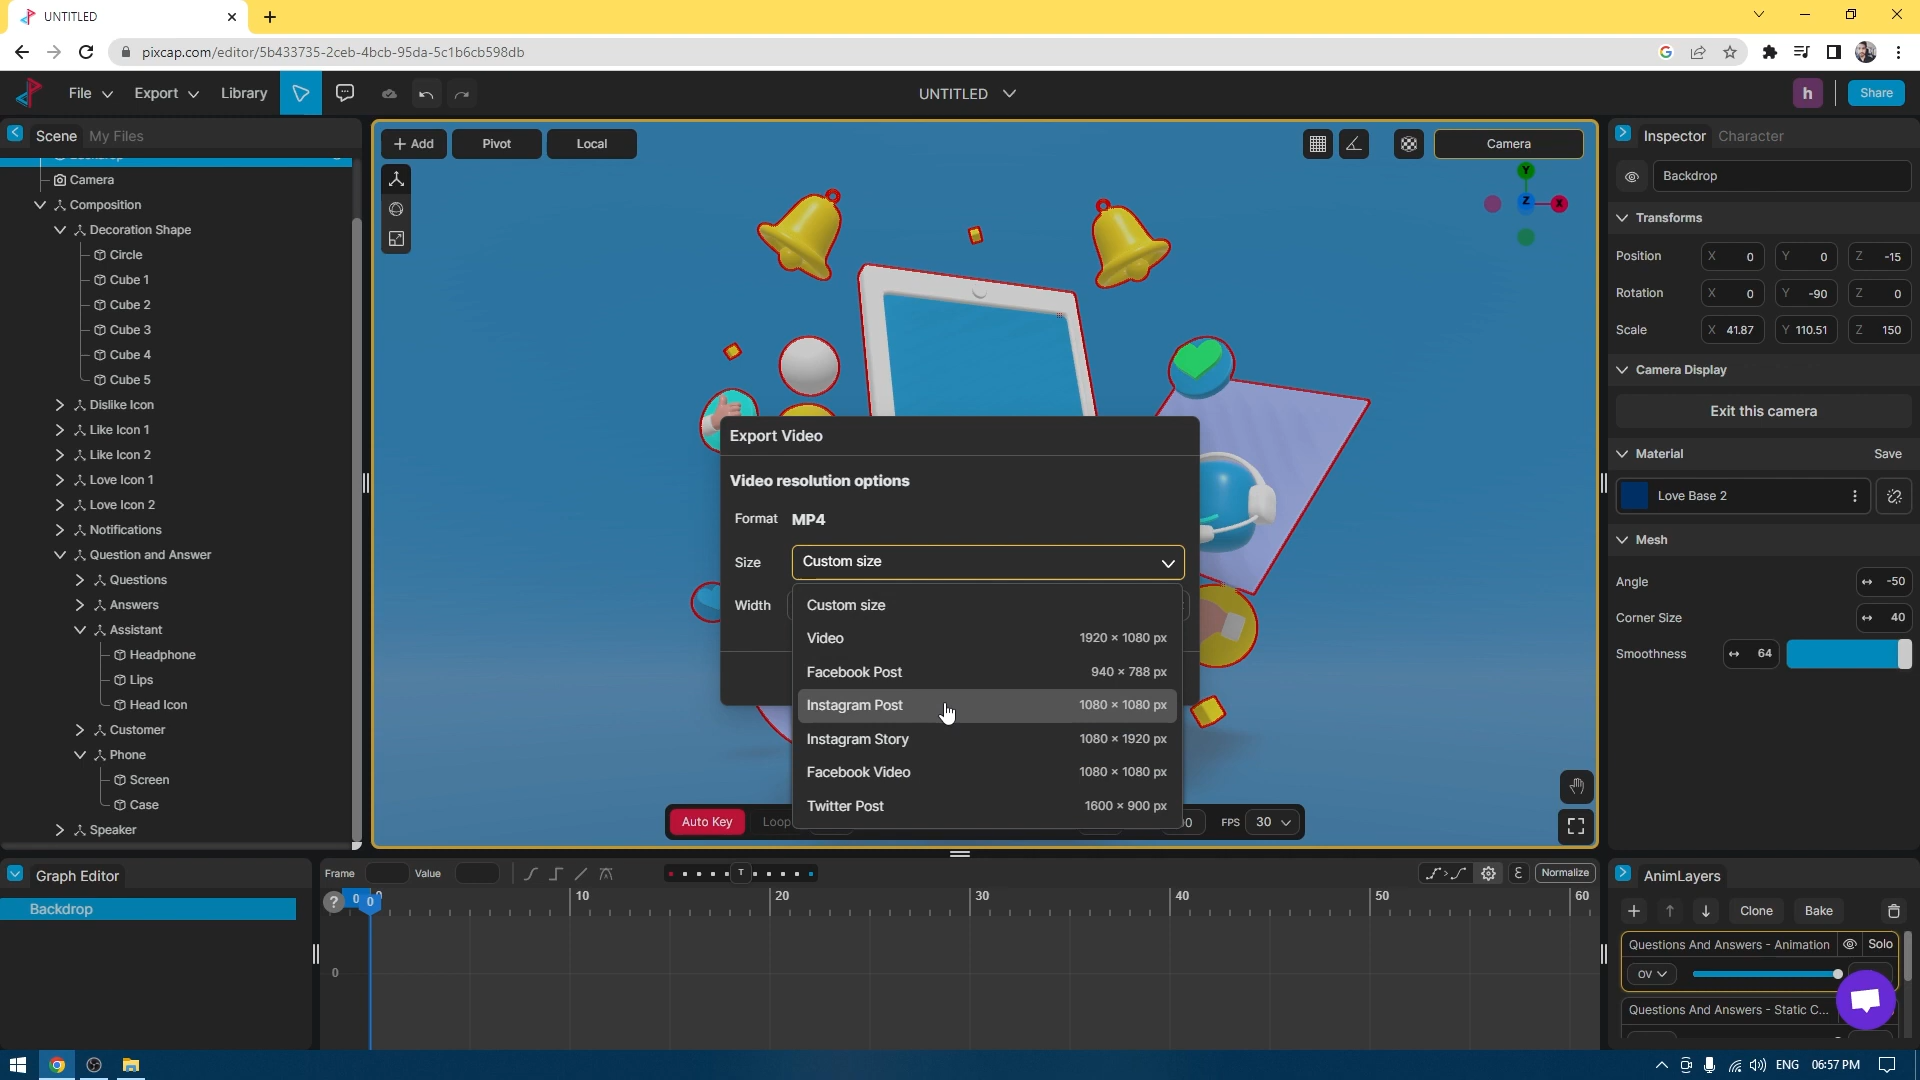 UNTITLED
pixcap.com/editor/5b433735-2ceb-4bcb-95da-5c1b6cb598db
File Export Library UNTITLED h Share
Scene My Files
Add Pivot Local Camera
Inspector Character
Camera
Composition
Decoration Shape
Circle
Cube 1
Cube 2
Cube 3
Cube 4
Cube 5
Dislike Icon
Like Icon 1
Like Icon 2
Love Icon 1
Love Icon 2
Notifications
Question and Answer
Questions
Answers
Assistant
Headphone
Lips
Head Icon
Customer
Phone
Screen
Case
Speaker
Y
Z X
Export Video
Video resolution options
Format MP4
Size Custom size
Width
Custom size
Video 1920 × 1080 px
Facebook Post 940 × 788 px
Instagram Post 1080 × 1080 px
Instagram Story 1080 × 1920 px
Facebook Video 1080 × 1080 px
Twitter Post 1600 × 900 px
Auto Key Loop FPS 30
Backdrop
Transforms
Position X 0 Y 0 Z -15
Rotation X 0 Y -90 Z 0
Scale X 41.87 Y 110.51 Z 150
Camera Display
Exit this camera
Material Save
Love Base 2
Mesh
Angle -50
Corner Size 40
Smoothness 64
Graph Editor
Backdrop
Frame Value T Normalize
? 0 0 10 20 30 40 50 60
0
AnimLayers
Clone Bake
Questions And Answers - Animation Solo
OV
Questions And Answers - Static C...
ENG 06:57 PM